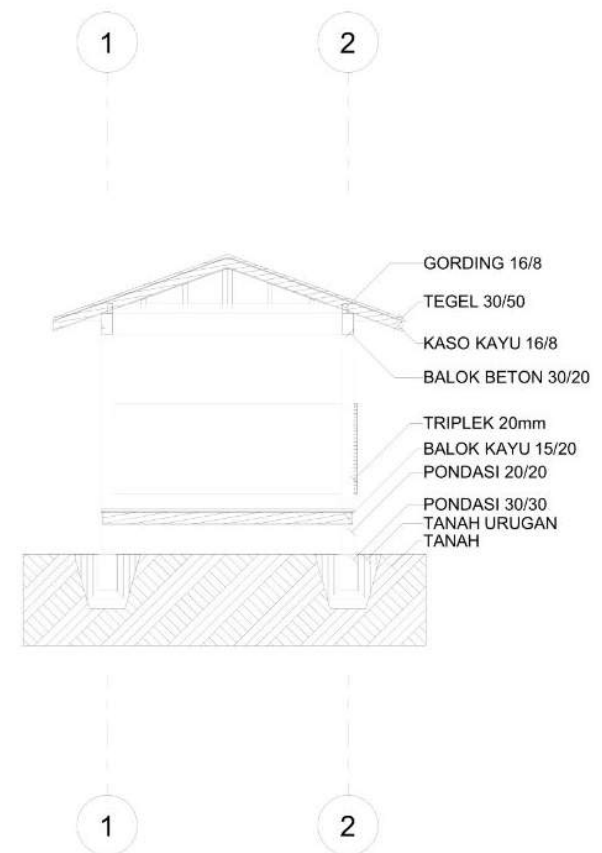 1
2
GORDING 16/8
TEGEL 30/50
KASO KAYU 16/8
BALOK BETON 30/20
TRIPLEK 20mm
BALOK KAYU 15/20
PONDASI 20/20
PONDASI 30/30
TANAH URUGAN
TANAH
1
2